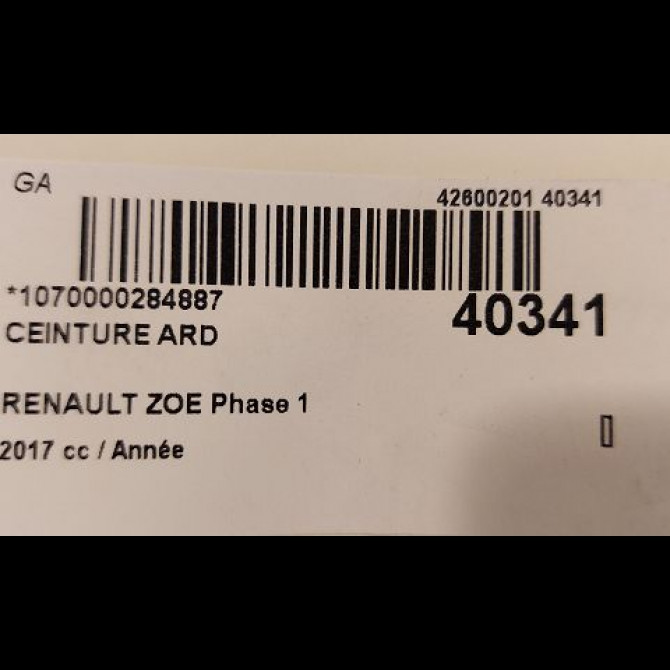 GA
42600201 40341
*1070000284887
40341
CEINTURE ARD
RENAULT ZOE Phase 1
2017 cc / Année